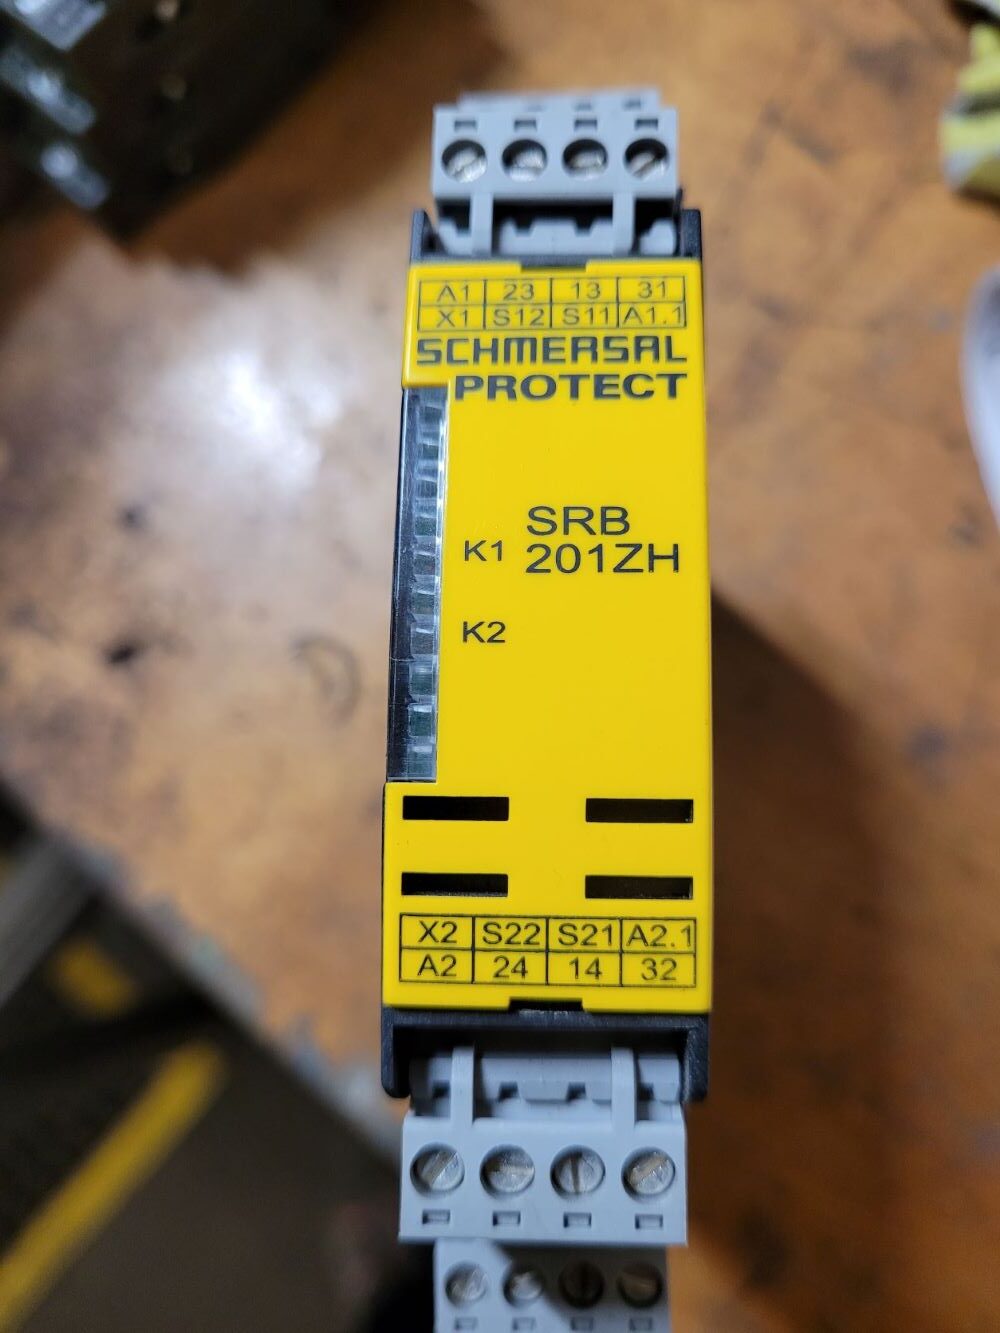 A1 23 13 31
X1 S12 S11 A1.1
SCHMERSAL
PROTECT
SRB
K1 201ZH
K2
X2 S22 S21 A2.1
A2 24 14 32